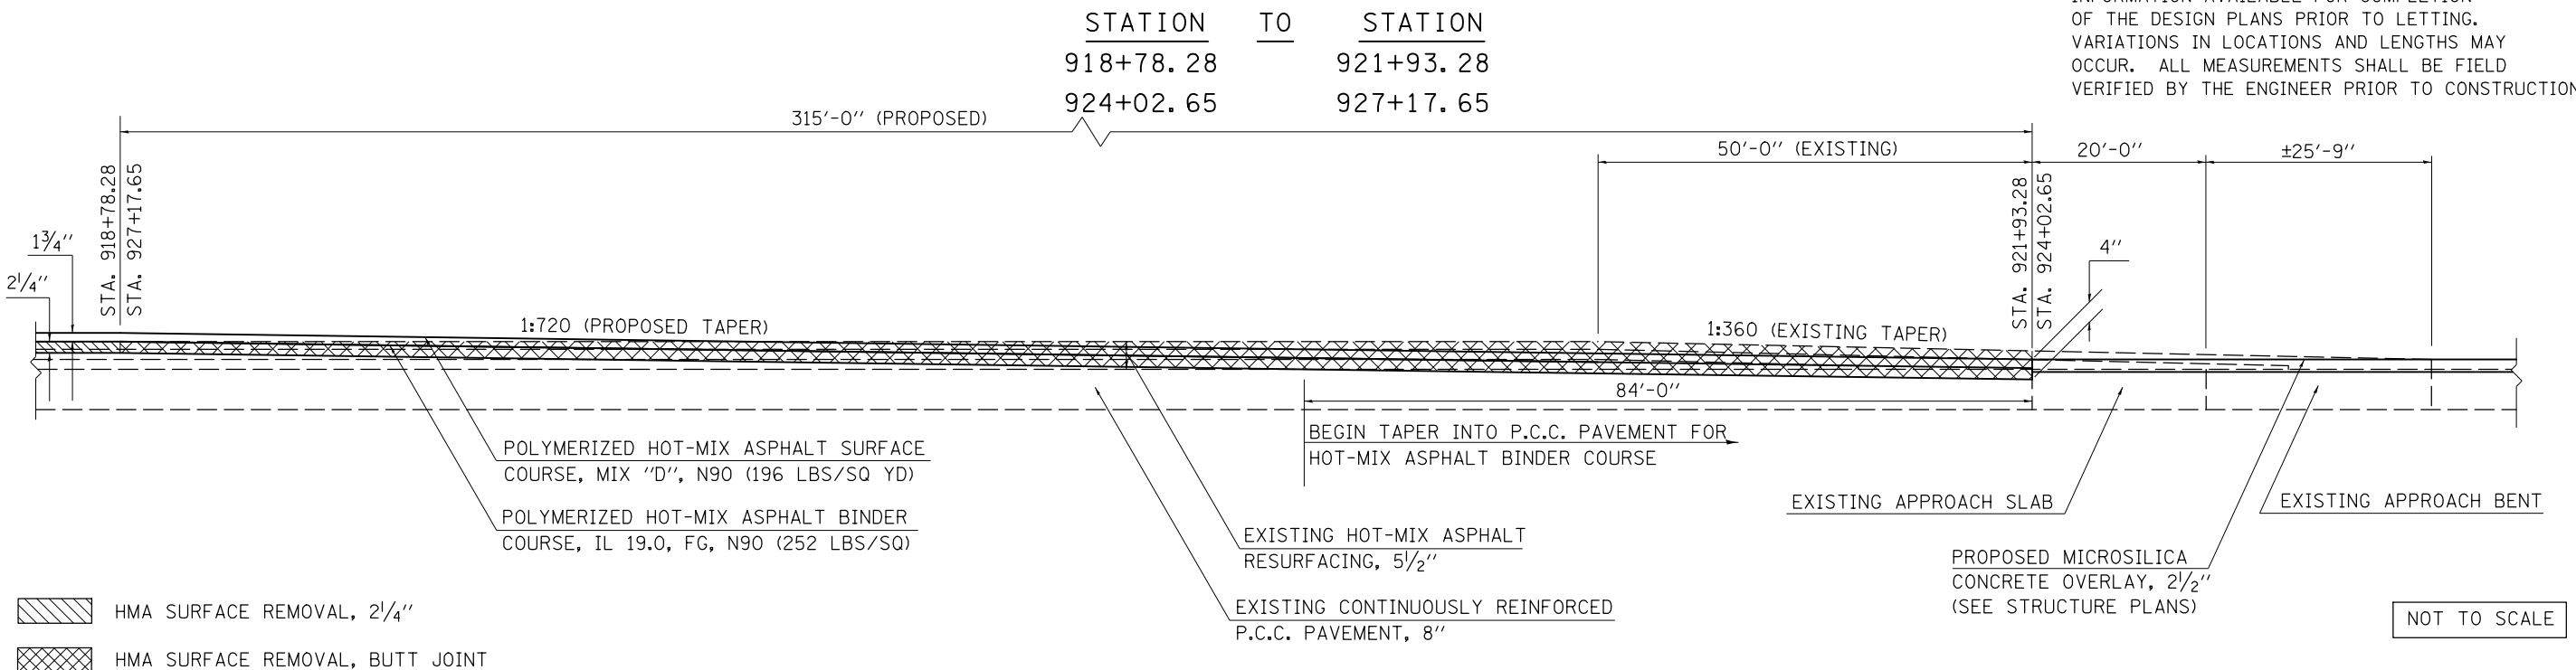 STATION TO STATION
918+78.28 921+93.28
924+02.65 927+17.65
OF THE DESIGN PLANS PRIOR TO LETTING.
VARIATIONS IN LOCATIONS AND LENGTHS MAY
OCCUR. ALL MEASUREMENTS SHALL BE FIELD
VERIFIED BY THE ENGINEER PRIOR TO CONSTRUCTION
315'-0" (PROPOSED)
50'-0" (EXISTING)
20'-0"
±25'-9"
STA. 918+78.28
STA. 927+17.65
STA. 921+93.28
STA. 924+02.65
1¾"
2¼"
4"
1:720 (PROPOSED TAPER)
1:360 (EXISTING TAPER)
84'-0"
BEGIN TAPER INTO P.C.C. PAVEMENT FOR
HOT-MIX ASPHALT BINDER COURSE
POLYMERIZED HOT-MIX ASPHALT SURFACE
COURSE, MIX "D", N90 (196 LBS/SQ YD)
POLYMERIZED HOT-MIX ASPHALT BINDER
COURSE, IL 19.0, FG, N90 (252 LBS/SQ)
EXISTING HOT-MIX ASPHALT
RESURFACING, 5½"
EXISTING CONTINUOUSLY REINFORCED
P.C.C. PAVEMENT, 8"
EXISTING APPROACH SLAB
EXISTING APPROACH BENT
PROPOSED MICROSILICA
CONCRETE OVERLAY, 2½"
(SEE STRUCTURE PLANS)
HMA SURFACE REMOVAL, 2¼"
HMA SURFACE REMOVAL, BUTT JOINT
NOT TO SCALE